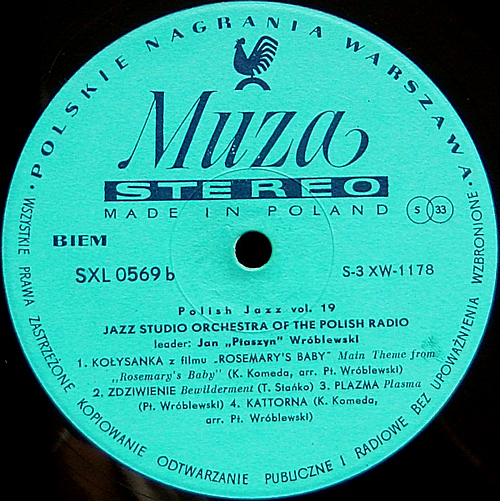 • POLSKIE NAGRANIA WARSZAWA •
Muza
STEREO
MADE IN POLAND S 33
BIEM
SXL 0569 b S-3 XW-1178
Polish Jazz vol. 19
JAZZ STUDIO ORCHESTRA OF THE POLISH RADIO
leader: Jan „Ptaszyn" Wróblewski
1. KOŁYSANKA z filmu „ROSEMARY'S BABY" Main Theme from
„Rosemary's Baby" (K. Komeda, arr. Pt. Wróblewski)
2. ZDZIWIENIE Bewilderment (T. Stańko) 3. PLAZMA Plasma
(Pt. Wróblewski) 4. KATTORNA (K. Komeda,
arr. Pt. Wróblewski)
WSZYSTKIE PRAWA ZASTRZEŻONE KOPIOWANIE ODTWARZANIE PUBLICZNE I RADIOWE BEZ UPOWAŻNIENIA WZBRONIONE